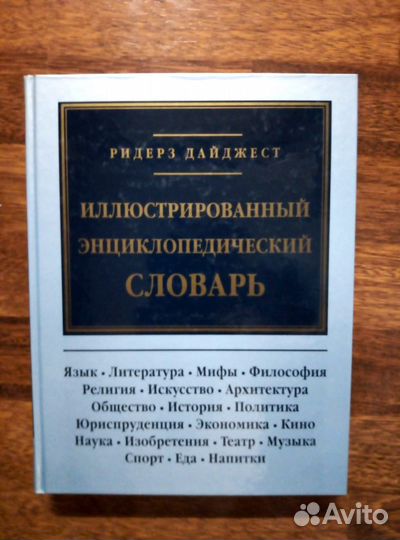 РИДЕРЗ ДАЙДЖЕСТ
ИЛЛЮСТРИРОВАННЫЙ
ЭНЦИКЛОПЕДИЧЕСКИЙ
СЛОВАРЬ
Язык • Литература • Мифы • Философия
Религия • Искусство • Архитектура
Общество • История • Политика
Юриспруденция • Экономика • Кино
Наука • Изобретения • Театр • Музыка
Спорт • Еда • Напитки
Avito